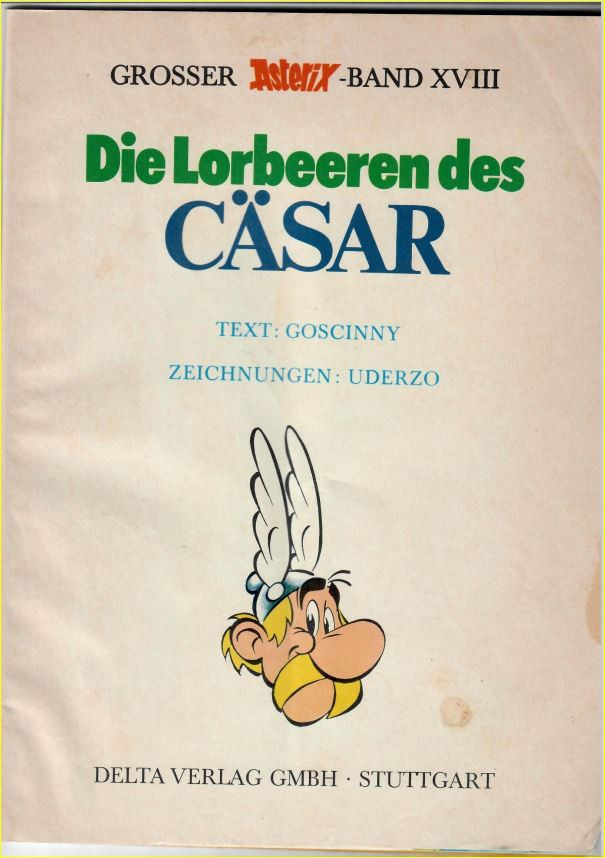 GROSSER Asterix -BAND XVIII
Die Lorbeeren des
CÄSAR
TEXT: GOSCINNY
ZEICHNUNGEN: UDERZO
DELTA VERLAG GMBH · STUTTGART